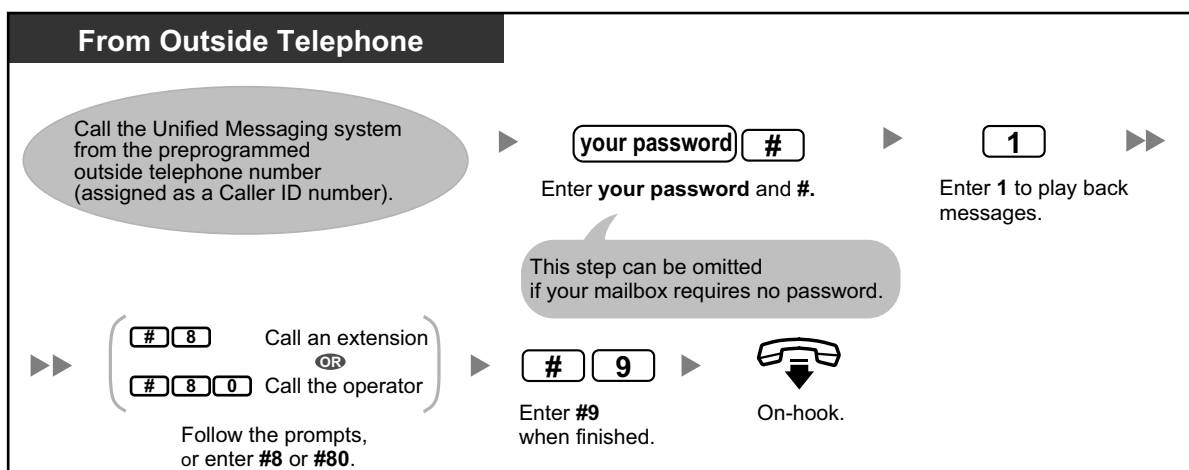 From Outside Telephone
Call the Unified Messaging system
from the preprogrammed
outside telephone number
(assigned as a Caller ID number).
your password #
Enter your password and #.
This step can be omitted
if your mailbox requires no password.
1
Enter 1 to play back
messages.
# 8 Call an extension
OR
# 8 0 Call the operator
Follow the prompts,
or enter #8 or #80.
# 9
Enter #9
when finished.
On-hook.